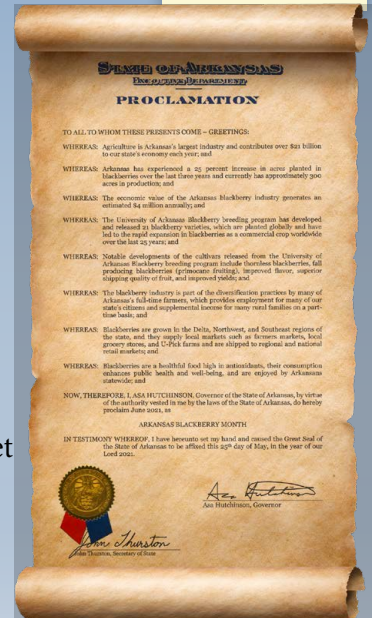 STATE OF ARKANSAS
EXECUTIVE DEPARTMENT
PROCLAMATION
TO ALL TO WHOM THESE PRESENTS COME – GREETINGS:
WHEREAS: Agriculture is Arkansas's largest industry and contributes over $21 billion
to our state's economy each year; and
WHEREAS: Arkansas has experienced a 25 percent increase in acres planted in
blackberries over the last three years and currently has approximately 900
acres in production; and
WHEREAS: The economic value of the Arkansas Blackberry industry generates an
estimated $4 million annually; and
WHEREAS: The University of Arkansas Blackberry breeding program has developed
and released 21 blackberry varieties, which are planted globally and have
led to the rapid expansion in blackberries as a commercial crop worldwide
over the last 25 years; and
WHEREAS: Notable developments of the cultivars released from the University of
Arkansas Blackberry breeding program include thornless blackberries, fall
producing blackberries (primocane fruiting), improved flavor, superior
shipping quality of fruit, and improved yields; and
WHEREAS: The blackberry industry is part of the diversification practices by many of
Arkansas's full-time farmers, which provides employment for many of our
state's citizens and supplemental income for many rural families on a part-
time basis; and
WHEREAS: Blackberries are grown in the Delta, Northwest, and Southeast regions of
the state, and they supply local markets such as farmers markets, local
grocery stores, and U-Pick farms and are shipped to regional and national
retail markets; and
WHEREAS: Blackberries are a healthful food high in antioxidants, their consumption
enhances public health and well-being, and are enjoyed by Arkansans
statewide; and
NOW, THEREFORE, I, ASA HUTCHINSON, Governor of the State of Arkansas, by virtue
of the authority vested in me by the laws of the State of Arkansas, do hereby
proclaim June 2021, as
ARKANSAS BLACKBERRY MONTH
et
IN TESTIMONY WHEREOF, I have hereunto set my hand and caused the Great Seal of
the State of Arkansas to be affixed this 25th day of May, in the year of our
Lord 2021.
Asa Hutchinson
Asa Hutchinson, Governor
John Thurston
John Thurston, Secretary of State